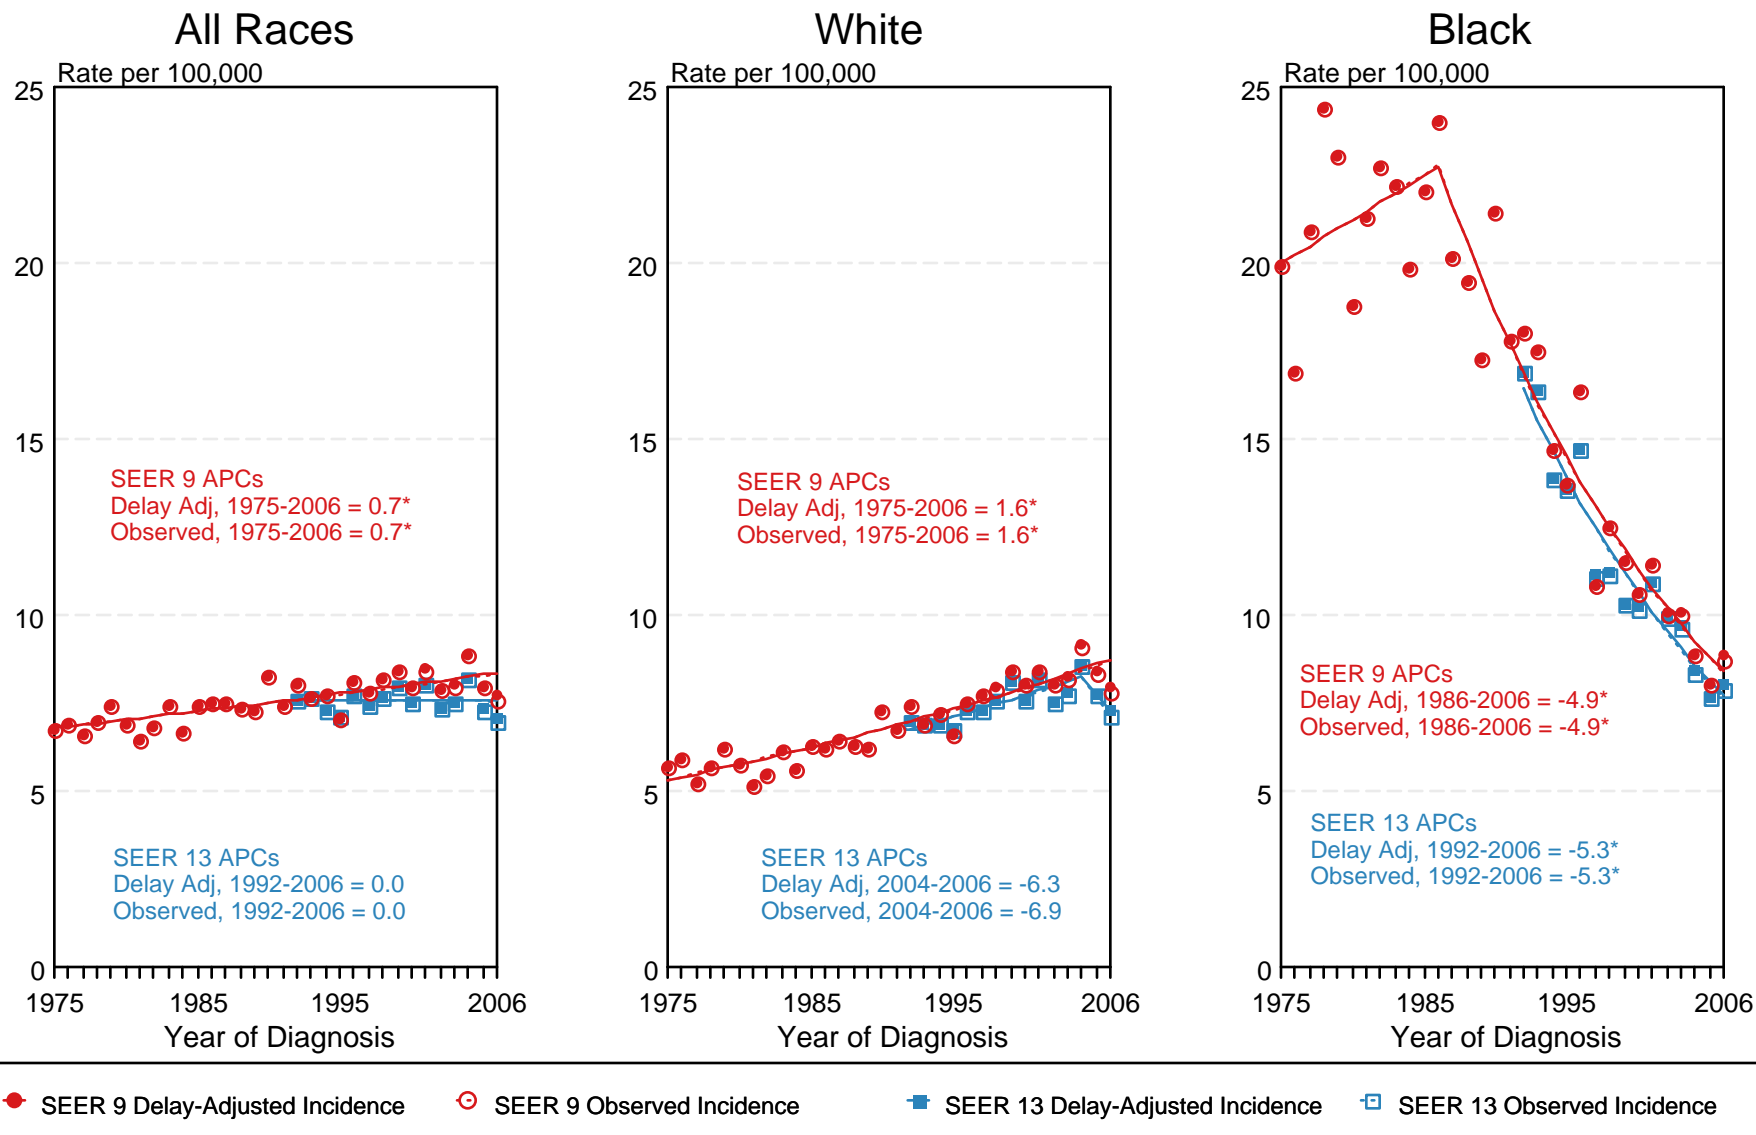 All Races
Rate per 100,000
25
20
15
10
5
0
SEER 9 APCs
Delay Adj, 1975-2006 = 0.7*
Observed, 1975-2006 = 0.7*
SEER 13 APCs
Delay Adj, 1992-2006 = 0.0
Observed, 1992-2006 = 0.0
1975 1985 1995 2006
Year of Diagnosis
White
Rate per 100,000
25
20
15
10
5
0
SEER 9 APCs
Delay Adj, 1975-2006 = 1.6*
Observed, 1975-2006 = 1.6*
SEER 13 APCs
Delay Adj, 2004-2006 = -6.3
Observed, 2004-2006 = -6.9
1975 1985 1995 2006
Year of Diagnosis
Black
Rate per 100,000
25
20
15
10
5
0
SEER 9 APCs
Delay Adj, 1986-2006 = -4.9*
Observed, 1986-2006 = -4.9*
SEER 13 APCs
Delay Adj, 1992-2006 = -5.3*
Observed, 1992-2006 = -5.3*
1975 1985 1995 2006
Year of Diagnosis
SEER 9 Delay-Adjusted Incidence SEER 9 Observed Incidence SEER 13 Delay-Adjusted Incidence SEER 13 Observed Incidence